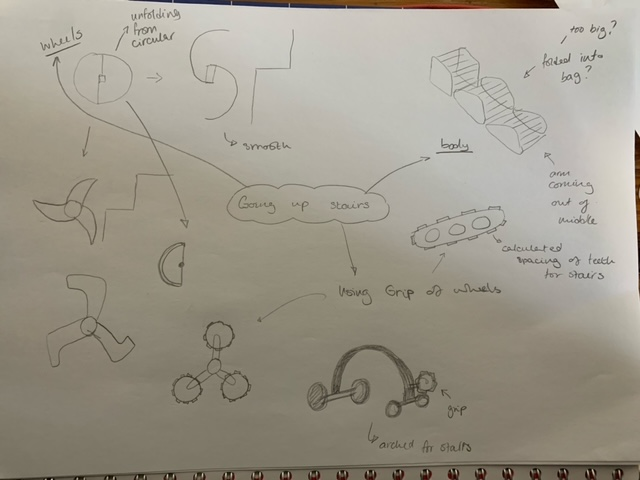 wheels
unfolding
from
circular
smooth
too big?
folded into
bag?
body
arm
coming
out of
middle
Going up stairs
calculated
spacing of teeth
for stairs
Using Grip of wheels
grip
arched for stairs